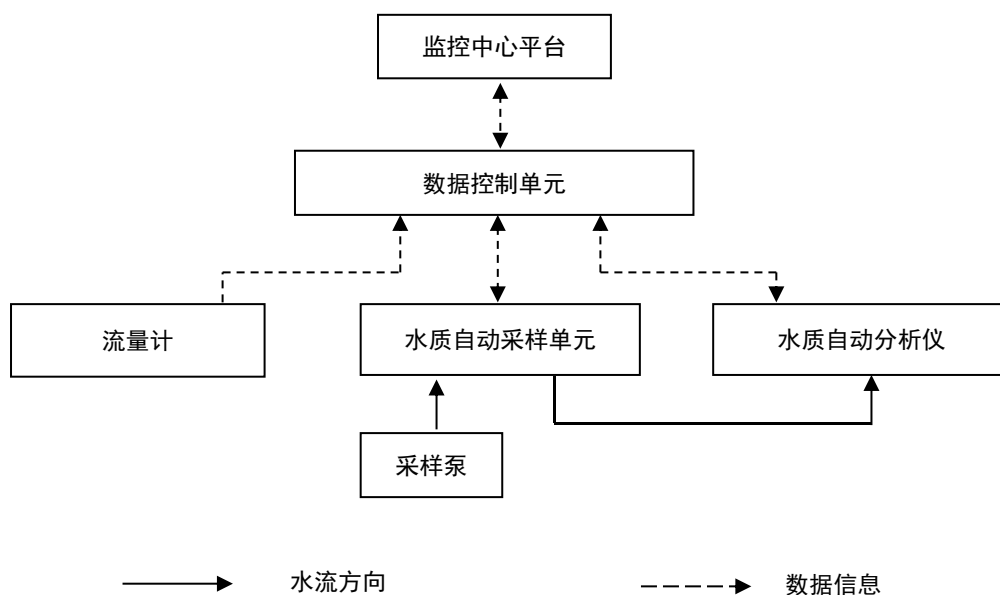 监控中心平台
数据控制单元
流量计
水质自动采样单元
水质自动分析仪
采样泵
水流方向
数据信息